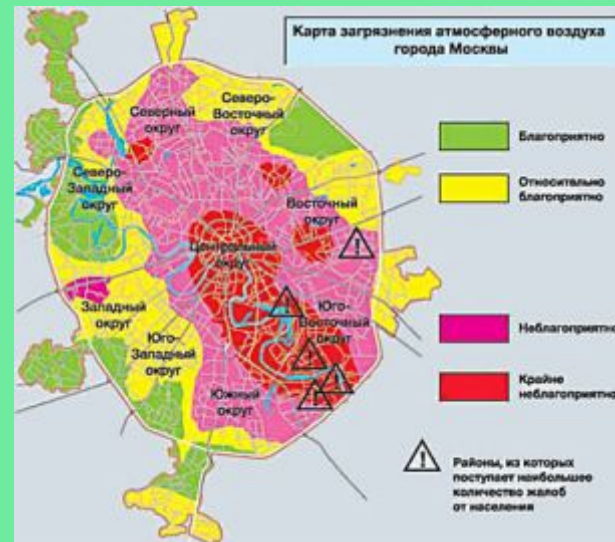 Карта загрязнения атмосферного воздуха
города Москвы
Северо-
Восточный
округ
Северный
округ
Северо-
Западный
округ
Восточный
округ
Центральный
округ
Западный
округ
Юго-
Западный
округ
Юго-
Восточный
округ
Южный
округ
Благоприятно
Относительно
благоприятно
Неблагоприятно
Крайне
неблагоприятно
Районы, из которых
поступает наибольшее
количество жалоб
от населения